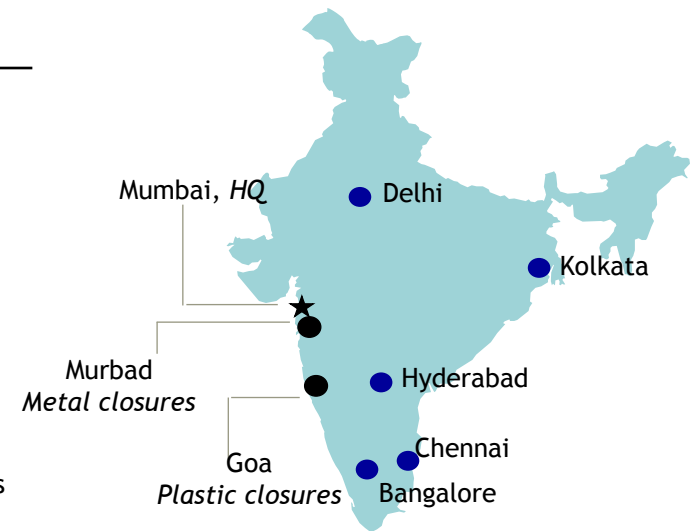 Mumbai, HQ
Delhi
Kolkata
Murbad
Metal closures
Hyderabad
Chennai
Goa
Plastic closures
Bangalore
s